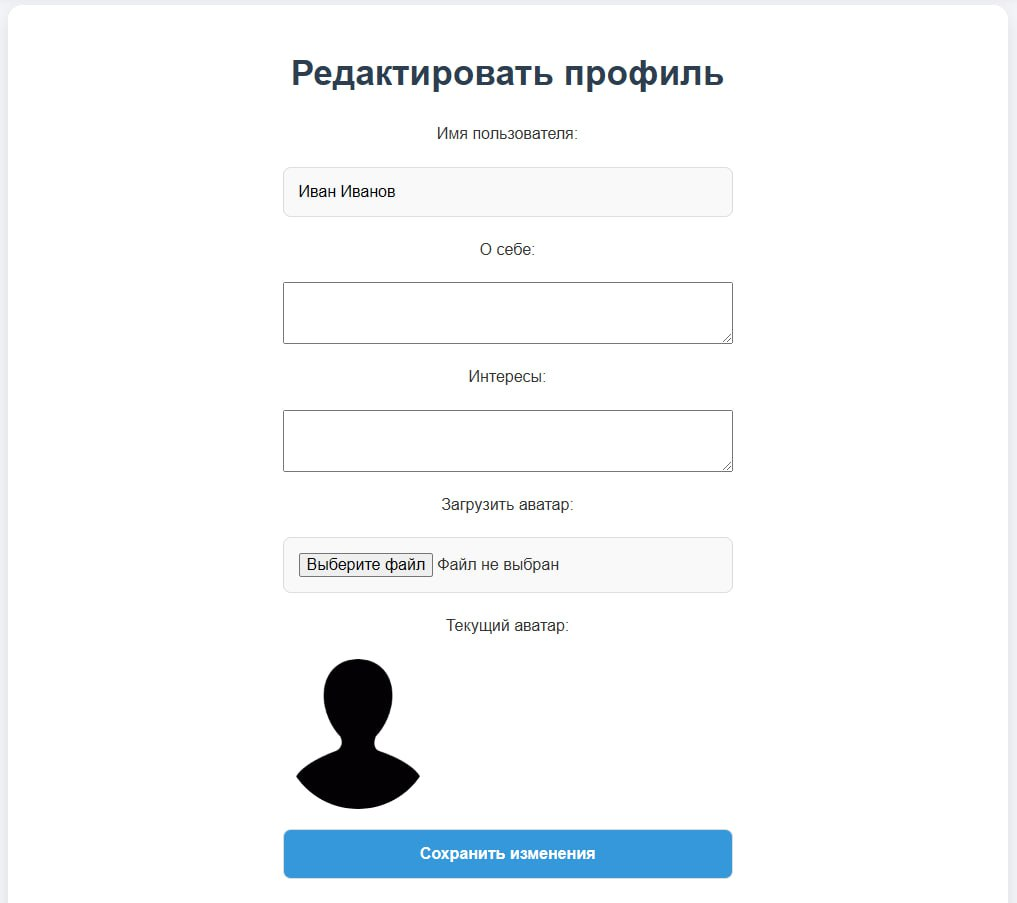 Редактировать профиль
Имя пользователя:
Иван Иванов
О себе:
Интересы:
Загрузить аватар:
Выберите файл Файл не выбран
Текущий аватар:
Сохранить изменения